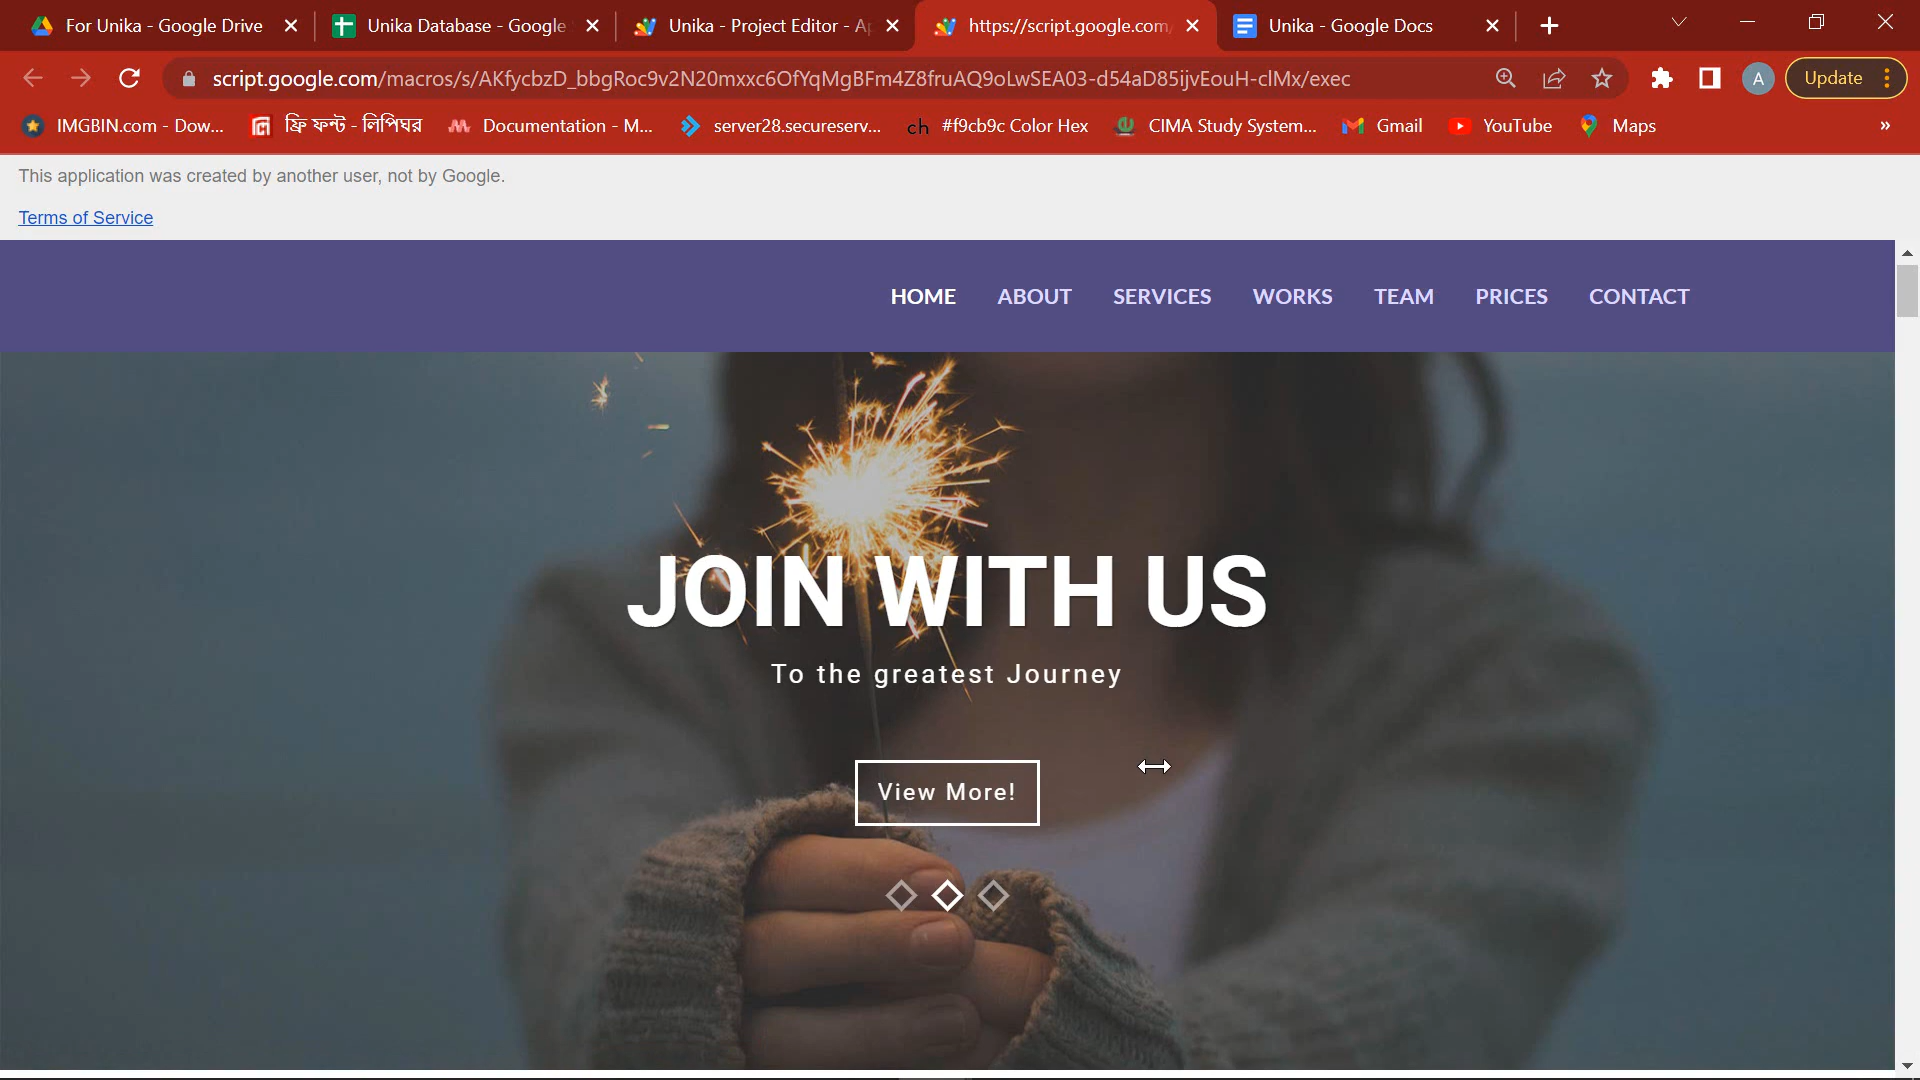 For Unika - Google Drive
Unika Database - Google
Unika - Project Editor - Ap
https://script.google.com
Unika - Google Docs
script.google.com/macros/s/AKfycbzD_bbgRoc9v2N20mxxc6OfYqMgBFm4Z8fruAQ9oLwSEA03-d54aD85ijvEouH-clMx/exec
A
Update
IMGBIN.com - Dow...
ফ্রি ফন্ট - লিপিঘর
Documentation - M...
server28.secureserv...
ch
#f9cb9c Color Hex
CIMA Study System...
Gmail
YouTube
Maps
»
This application was created by another user, not by Google.
Terms of Service
HOME
ABOUT
SERVICES
WORKS
TEAM
PRICES
CONTACT
JOIN WITH US
To the greatest Journey
View More!